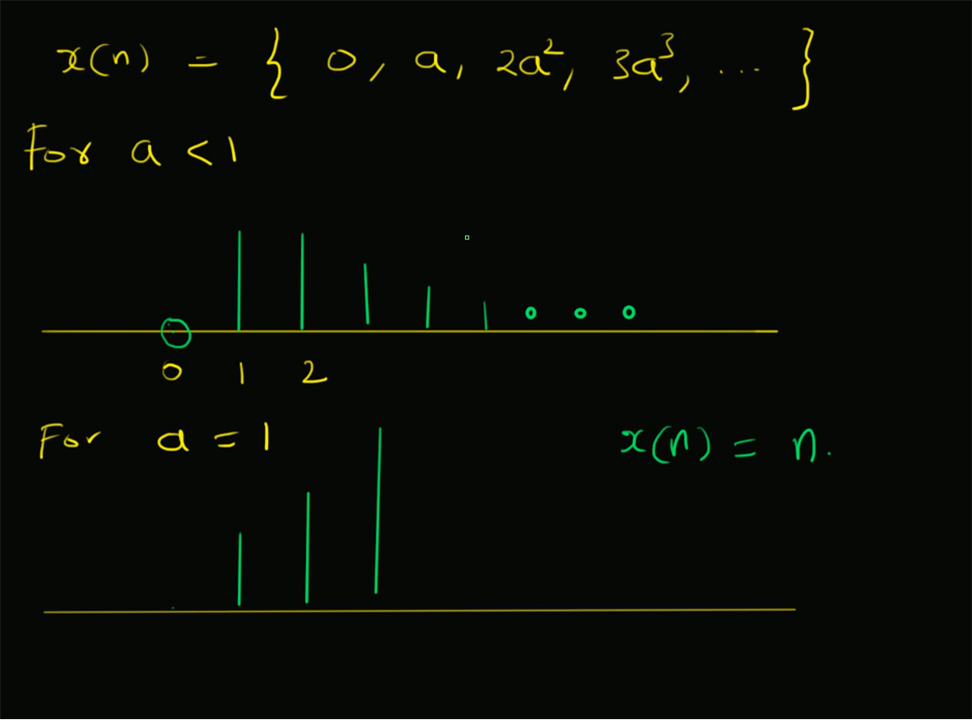 x(n) = { 0, a, 2a², 3a³, ... }
For a < 1
0 1 2
For a = 1
x(n) = n.